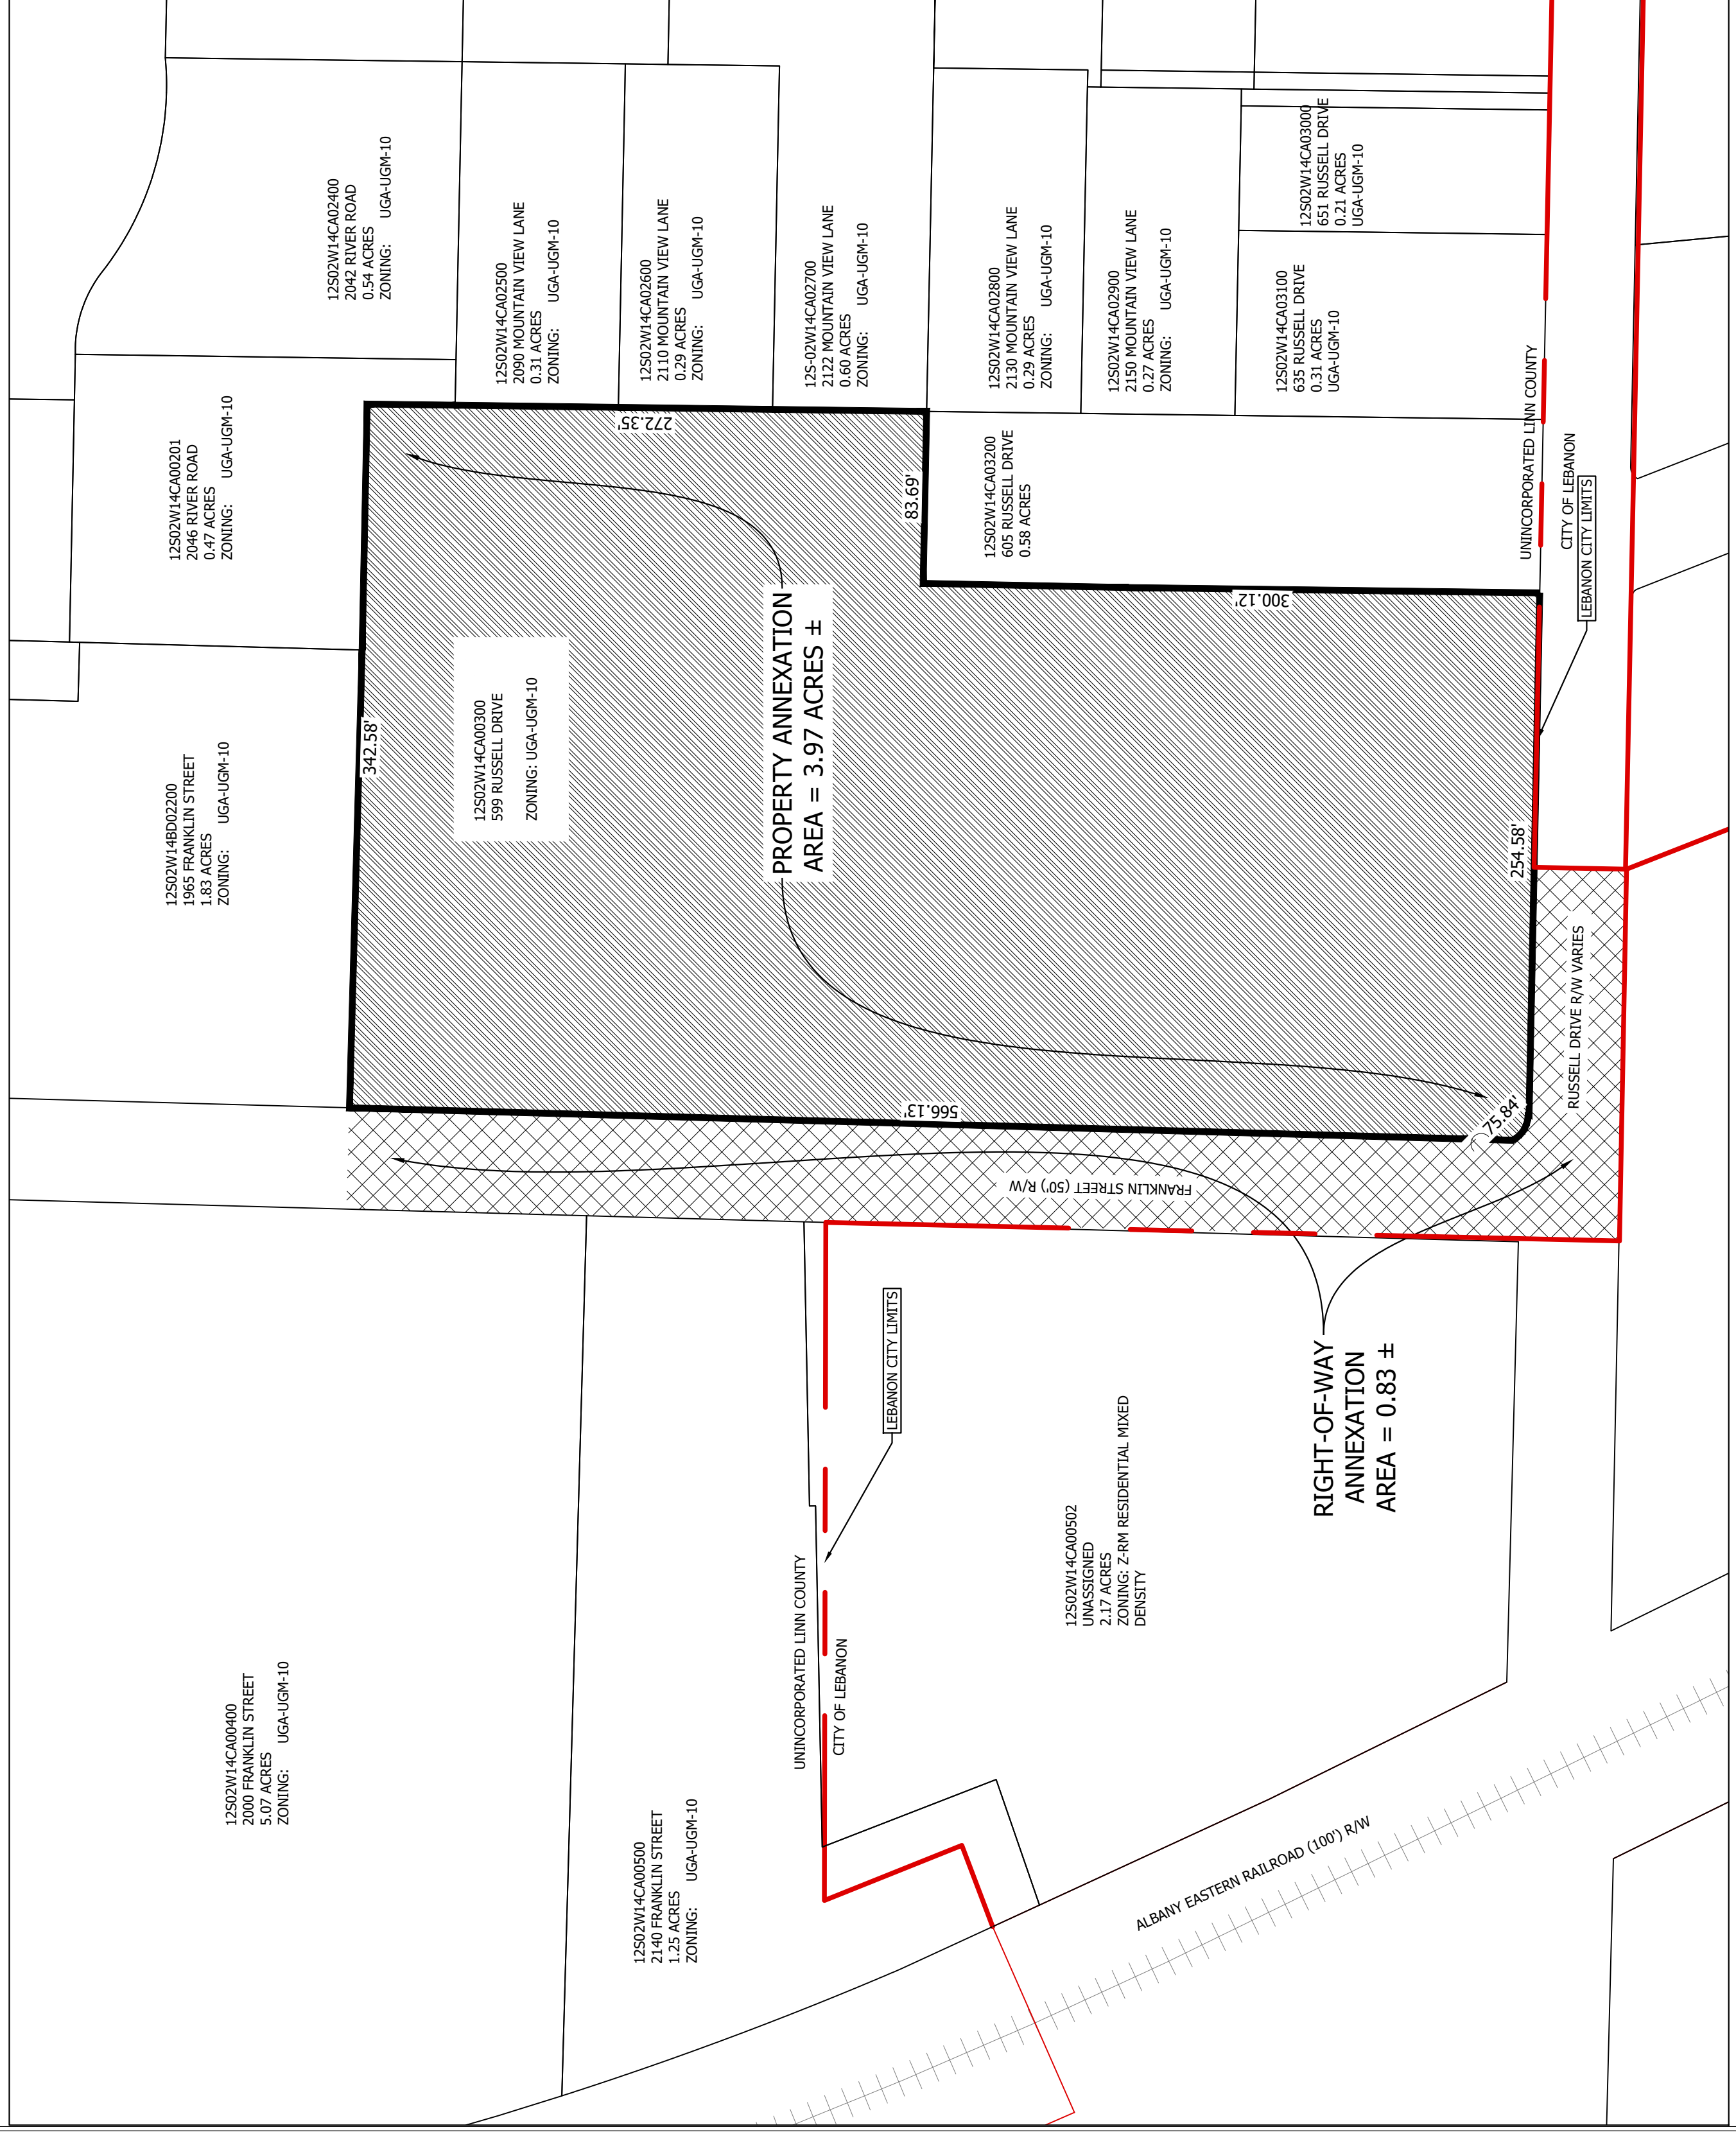 12S02W14CA00400
2000 FRANKLIN STREET
5.07 ACRES
ZONING: UGA-UGM-10
12S02W14BD02200
1965 FRANKLIN STREET
1.83 ACRES
ZONING: UGA-UGM-10
12S02W14CA00201
2046 RIVER ROAD
0.47 ACRES
ZONING: UGA-UGM-10
12S02W14CA02400
2042 RIVER ROAD
0.54 ACRES
ZONING: UGA-UGM-10
342.58'
12S02W14CA00300
599 RUSSELL DRIVE
ZONING: UGA-UGM-10
272.35'
12S02W14CA02500
2090 MOUNTAIN VIEW LANE
0.31 ACRES
ZONING: UGA-UGM-10
12S02W14CA02600
2110 MOUNTAIN VIEW LANE
0.29 ACRES
ZONING: UGA-UGM-10
12S02W14CA00500
2140 FRANKLIN STREET
1.25 ACRES
ZONING: UGA-UGM-10
PROPERTY ANNEXATION
AREA = 3.97 ACRES ±
12S-02W14CA02700
2122 MOUNTAIN VIEW LANE
0.60 ACRES
ZONING: UGA-UGM-10
UNINCORPORATED LINN COUNTY
CITY OF LEBANON
LEBANON CITY LIMITS
566.13'
83.69'
FRANKLIN STREET (50') R/W
12S02W14CA03200
605 RUSSELL DRIVE
0.58 ACRES
12S02W14CA02800
2130 MOUNTAIN VIEW LANE
0.29 ACRES
ZONING: UGA-UGM-10
12S02W14CA02900
2150 MOUNTAIN VIEW LANE
0.27 ACRES
ZONING: UGA-UGM-10
12S02W14CA00502
UNASSIGNED
2.17 ACRES
ZONING: Z-RM RESIDENTIAL MIXED
DENSITY
ALBANY EASTERN RAILROAD (100') R/W
300.12'
12S02W14CA03100
635 RUSSELL DRIVE
0.31 ACRES
UGA-UGM-10
12S02W14CA03000
651 RUSSELL DRIVE
0.21 ACRES
UGA-UGM-10
RIGHT-OF-WAY
ANNEXATION
AREA = 0.83 ±
75.84'
254.58'
UNINCORPORATED LINN COUNTY
CITY OF LEBANON
LEBANON CITY LIMITS
RUSSELL DRIVE R/W VARIES